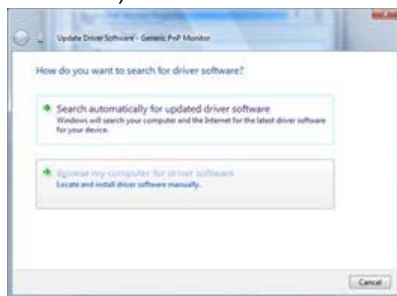 )
Update Driver Software - Generic PnP Monitor
How do you want to search for driver software?
Search automatically for updated driver software
Windows will search your computer and the Internet for the latest driver software
for your device.
Browse my computer for driver software
Locate and install driver software manually.
Cancel